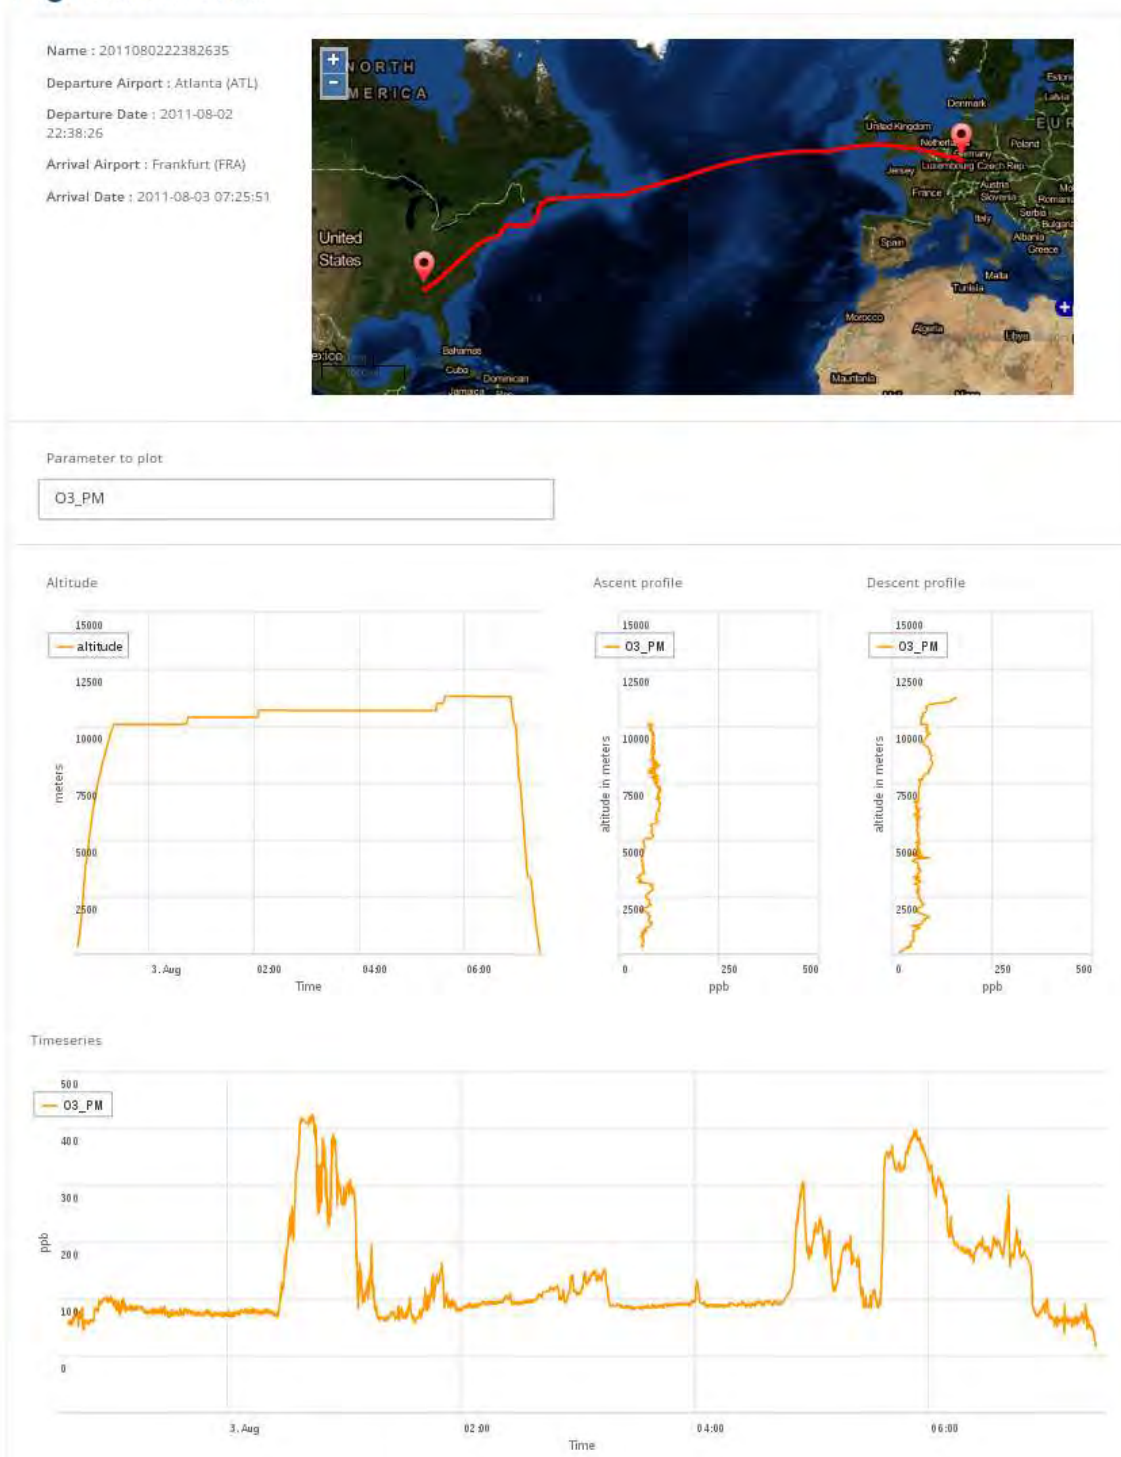 Name : 2011080222382635
Departure Airport : Atlanta (ATL)
Departure Date : 2011-08-02
22:38:26
Arrival Airport : Frankfurt (FRA)
Arrival Date : 2011-08-03 07:25:51
+
−
NORTH
MERICA
United
States
Bahamas
Cuba
Dominican
Jamaica
Denmark
United Kingdom
Poland
EUR
Jersey
Luxembourg Czech Rep.
France
Austria
Slovenia
Romania
Serbia
Bulgaria
Italy
Albania
Greece
Spain
Malta
Tunisia
Morocco
Algeria
Libya
Mauritania
+
Parameter to plot
O3_PM
Altitude
15000
altitude
12500
10000
7500
5000
2500
meters
3. Aug
02:00
04:00
06:00
Time
Ascent profile
15000
O3_PM
12500
10000
7500
5000
2500
altitude in meters
0
250
500
ppb
Descent profile
15000
O3_PM
12500
10000
7500
5000
2500
altitude in meters
0
250
500
ppb
Timeseries
500
O3_PM
400
300
200
100
0
ppb
3. Aug
02:00
04:00
06:00
Time